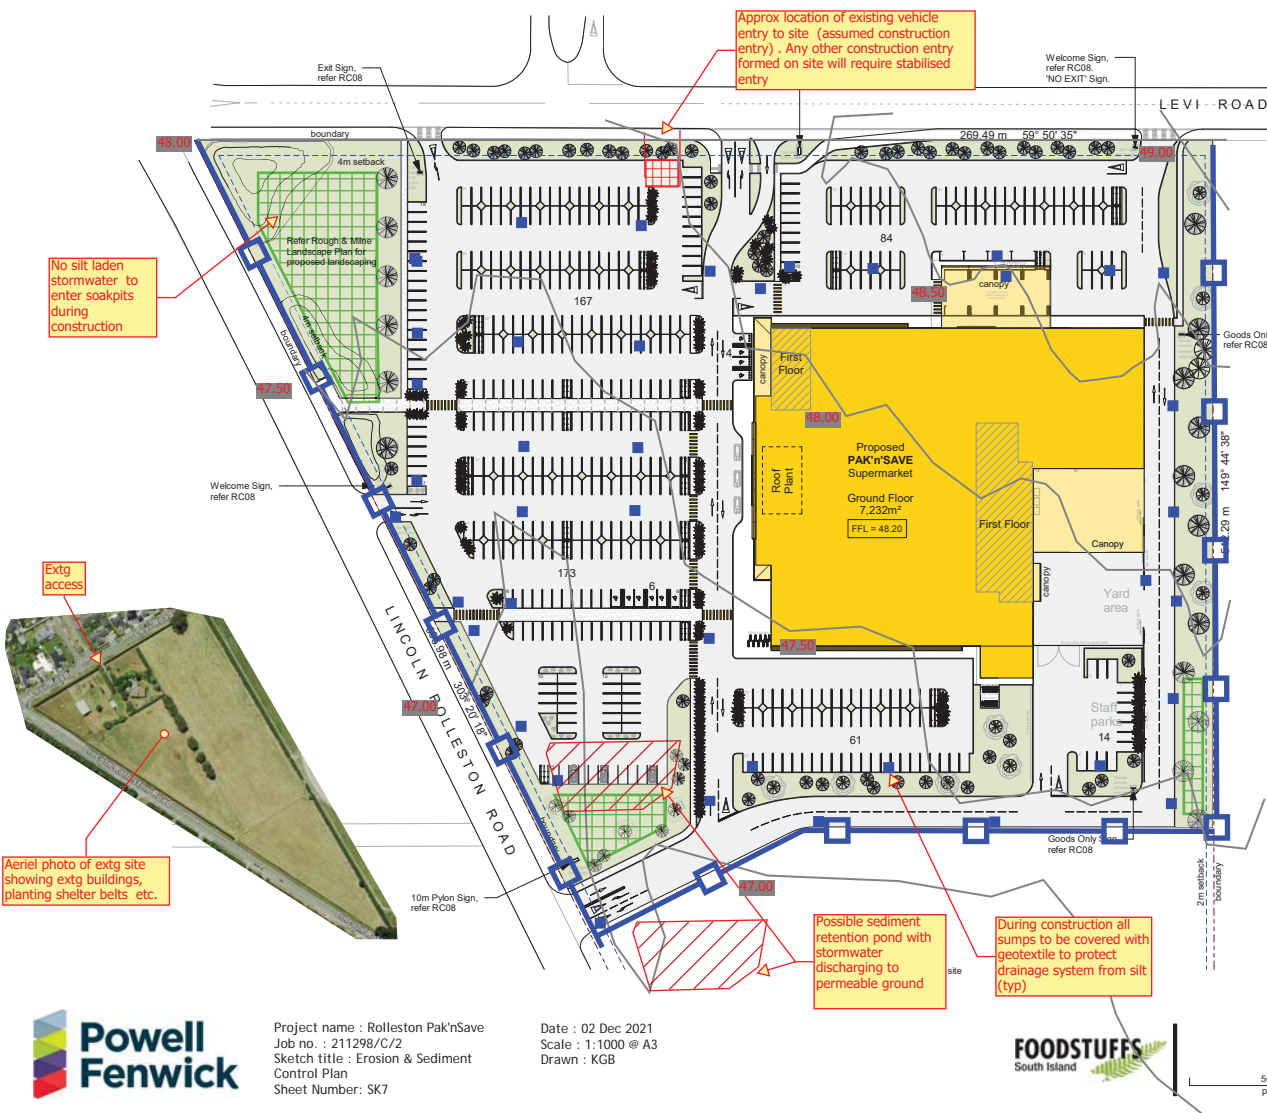 Approx location of existing vehicle
entry to site (assumed construction
entry) . Any other construction entry
formed on site will require stabilised
entry
Exit Sign,
refer RC08
Welcome Sign,
refer RC08.
'NO EXIT' Sign.
LEVI ROAD
boundary
269.49 m 59° 50' 35"
48.00
49.00
4m setback
Refer Rough & Milne
Landscape Plan for
proposed landscaping
No silt laden
stormwater to
enter soakpits
during
construction
4m setback
boundary
47.50
84
167
48.50
canopy
Goods Onl
refer RC08
4
canopy
First
Floor
48.00
Proposed
PAK'n'SAVE
Supermarket
Ground Floor
7,232m²
FFL = 48.20
Roof
Plant
First Floor
Canopy
canopy
Yard
area
149° 44' 38"
Welcome Sign,
refer RC08
173
6
47.50
Extg
access
LINCOLN ROLLESTON ROAD
303° 20' 18"
47.00
61
Staff
parks
14
boundary
Goods Only Sign
refer RC08
2m setback
boundary
10m Pylon Sign,
refer RC08
47.00
Aeriel photo of extg site
showing extg buildings,
planting shelter belts etc.
Possible sediment
retention pond with
stormwater
discharging to
permeable ground
site
During construction all
sumps to be covered with
geotextile to protect
drainage system from silt
(typ)
Powell
Fenwick
Project name : Rolleston Pak'nSave
Job no. : 211298/C/2
Sketch title : Erosion & Sediment
Control Plan
Sheet Number: SK7
Date : 02 Dec 2021
Scale : 1:1000 @ A3
Drawn : KGB
FOODSTUFFS
South Island